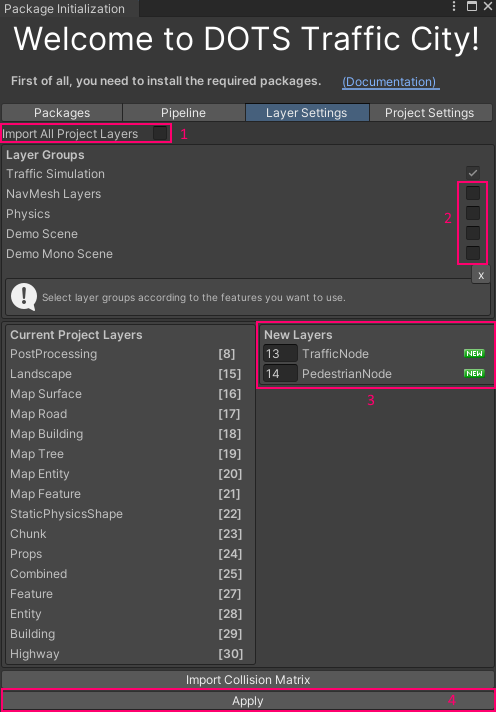 Package Initialization
Welcome to DOTS Traffic City!
First of all, you need to install the required packages. (Documentation)
Packages Pipeline Layer Settings Project Settings
Import All Project Layers 1
Layer Groups
Traffic Simulation
NavMesh Layers
Physics
2
Demo Scene
Demo Mono Scene
x
Select layer groups according to the features you want to use.
Current Project Layers New Layers
PostProcessing [8] 13 TrafficNode NEW
Landscape [15] 14 PedestrianNode NEW
Map Surface [16] 3
Map Road [17]
Map Building [18]
Map Tree [19]
Map Entity [20]
Map Feature [21]
StaticPhysicsShape [22]
Chunk [23]
Props [24]
Combined [25]
Feature [27]
Entity [28]
Building [29]
Highway [30]
Import Collision Matrix
Apply 4